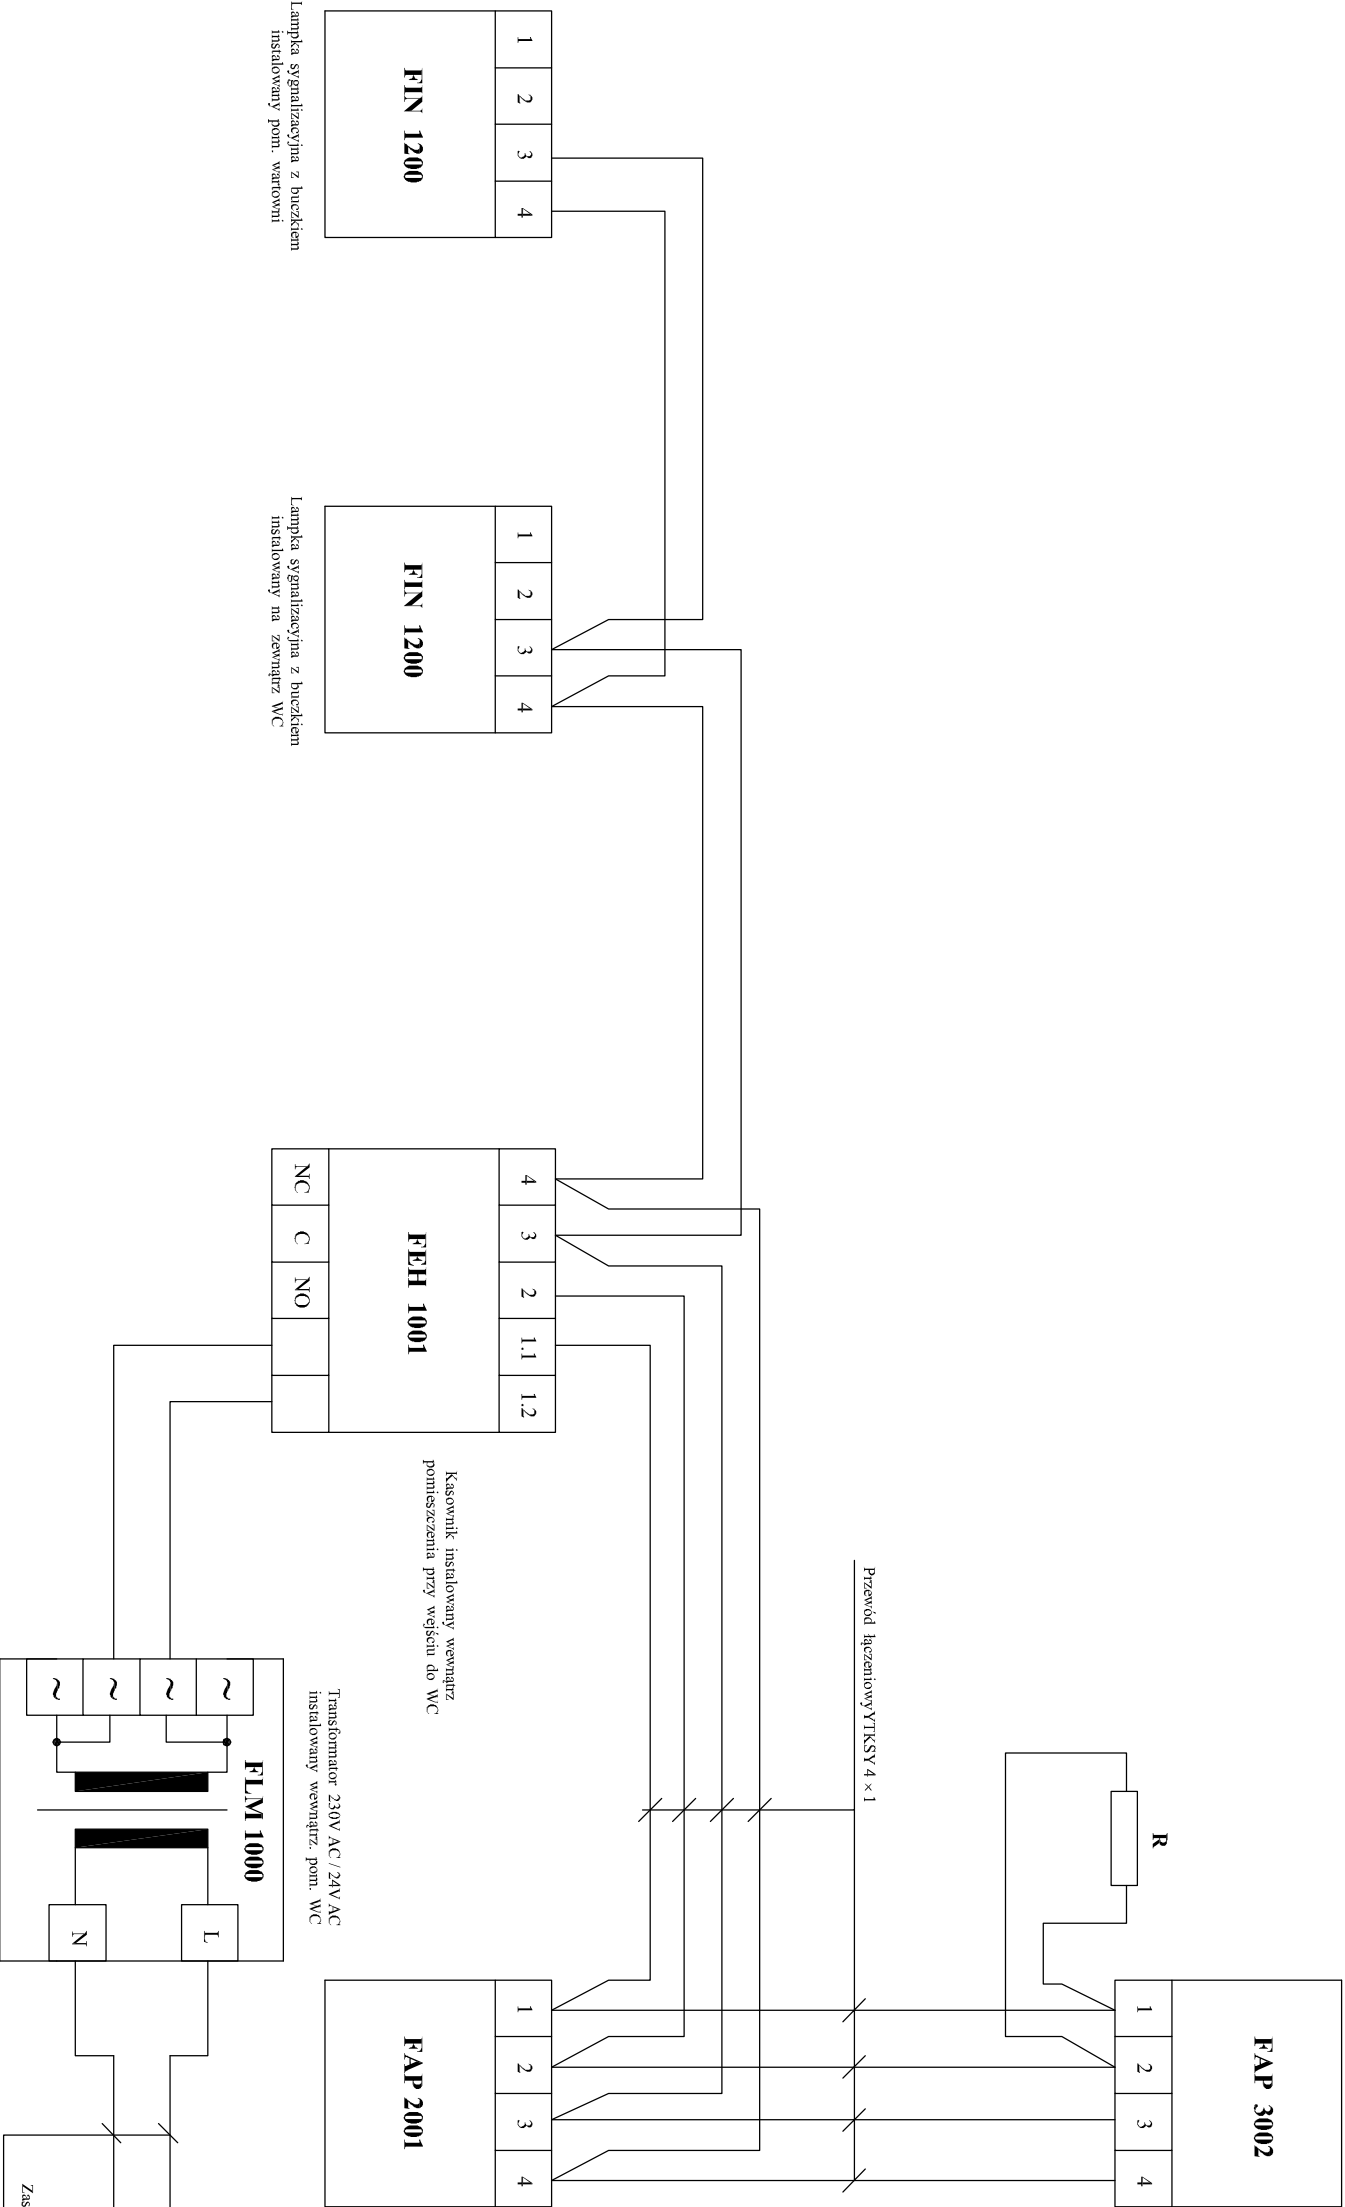 FAP 3002
1 2 3 4
R
Przewód łączeniowy YTKSY 4 × 1
1 2 3 4
FIN 1200
Lampka sygnalizacyjna z buczkiem
instalowany pom. wartowni
1 2 3 4
FIN 1200
Lampka sygnalizacyjna z buczkiem
instalowany na zewnątrz WC
4 3 2 1.1 1.2
FEH 1001
NC C NO
Kasownik instalowany wewnątrz
pomieszczenia przy wejściu do WC
1 2 3 4
FAP 2001
Transformator 230V AC / 24V AC
instalowany wewnątrz. pom. WC
FLM 1000
~ ~ ~ ~
L
N